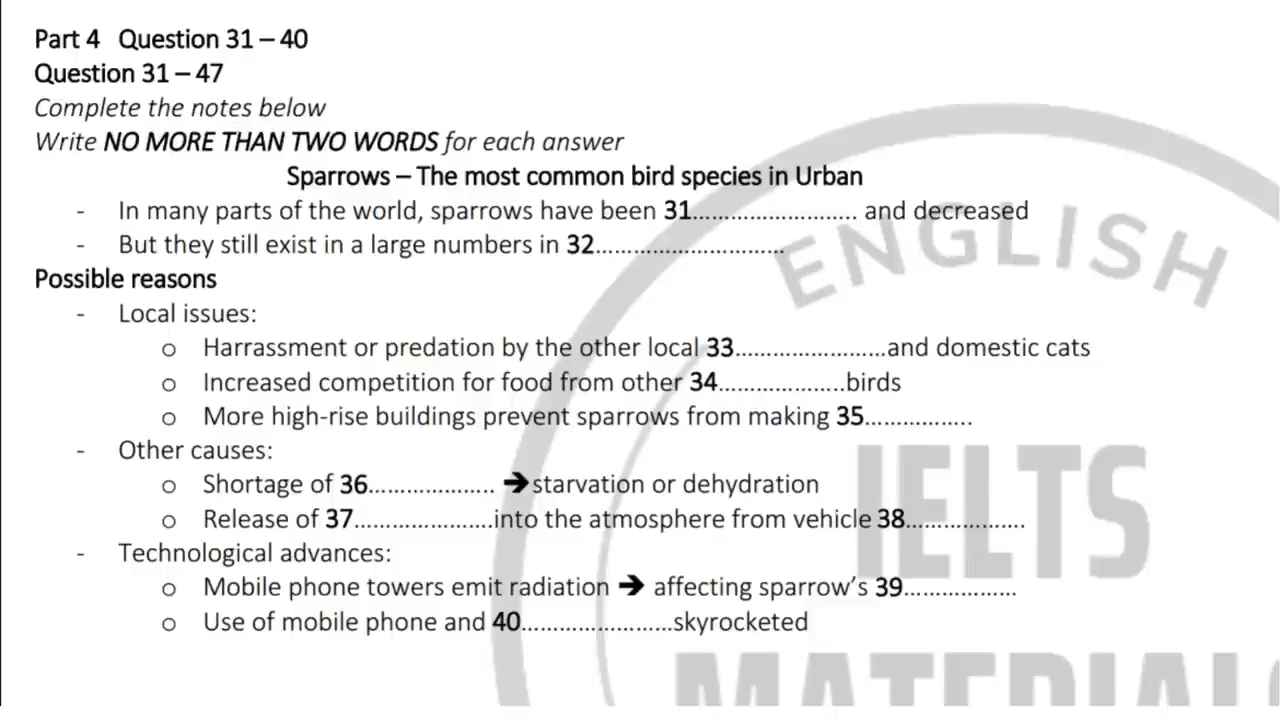 Part 4 Question 31 – 40
Question 31 – 47
Complete the notes below
Write NO MORE THAN TWO WORDS for each answer
Sparrows – The most common bird species in Urban
- In many parts of the world, sparrows have been 31.......................... and decreased
- But they still exist in a large numbers in 32..............................
Possible reasons
- Local issues:
o Harrassment or predation by the other local 33........................and domestic cats
o Increased competition for food from other 34....................birds
o More high-rise buildings prevent sparrows from making 35.................
- Other causes:
o Shortage of 36.................... ➔ starvation or dehydration
o Release of 37......................into the atmosphere from vehicle 38...................
- Technological advances:
o Mobile phone towers emit radiation ➔ affecting sparrow’s 39..................
o Use of mobile phone and 40........................skyrocketed
ENGLISH
IELTS
MATERIALS